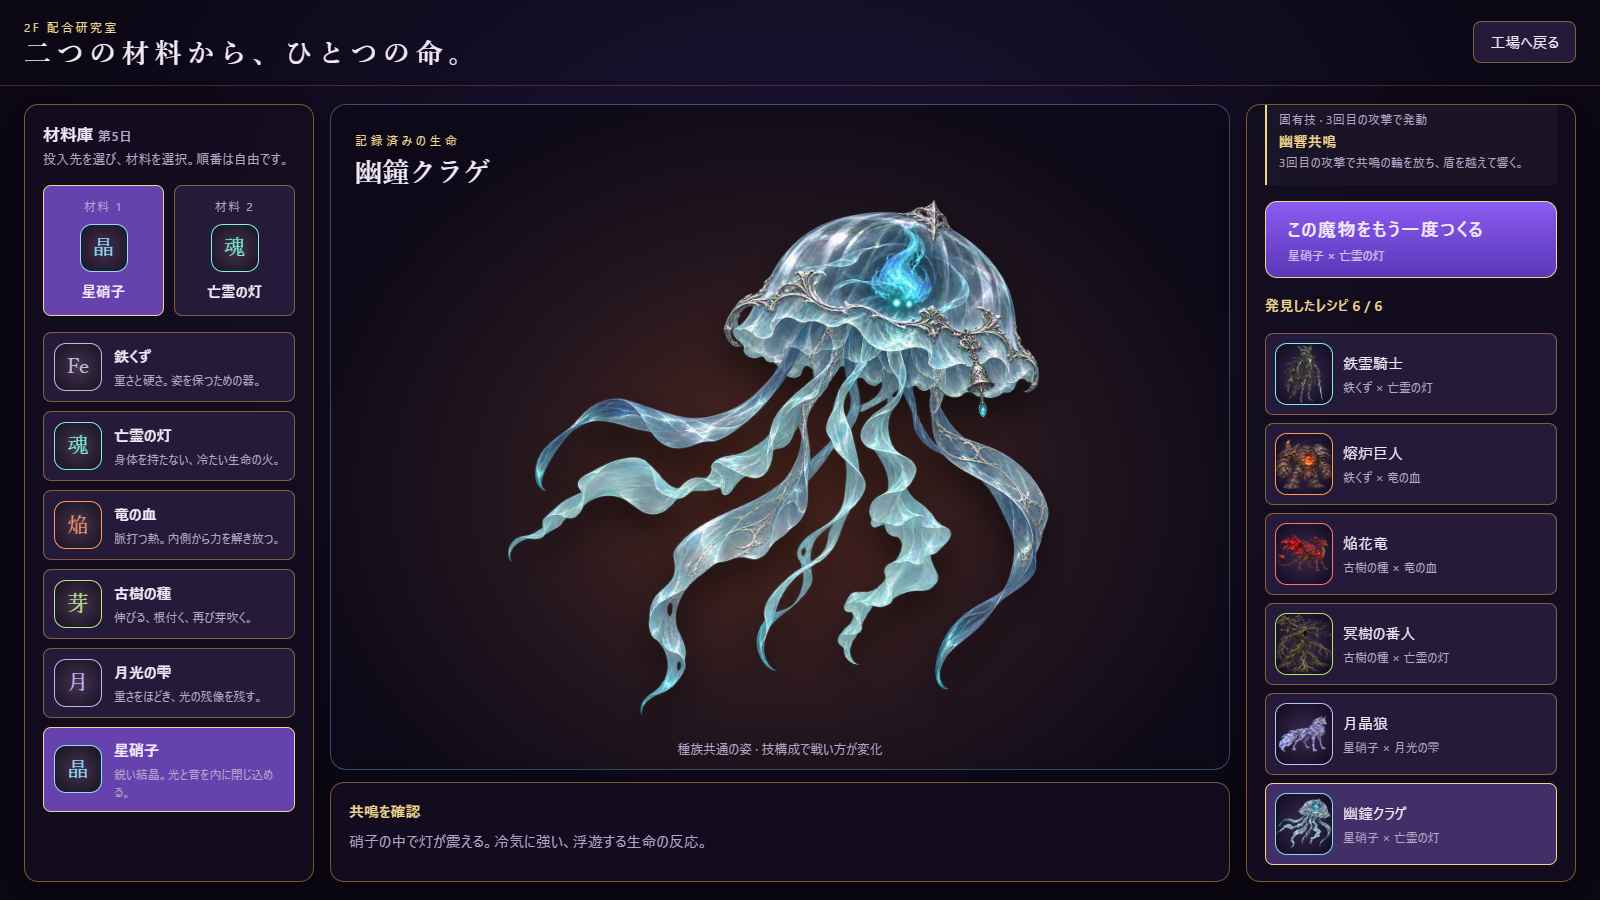 2F 配合研究室
二つの材料から、ひとつの命。
工場へ戻る
材料庫 第5日
投入先を選び、材料を選択。順番は自由です。
材料 1
晶
星硝子
材料 2
魂
亡霊の灯
Fe
鉄くず
重さと硬さ。姿を保つための器。
魂
亡霊の灯
身体を持たない、冷たい生命の火。
焔
竜の血
脈打つ熱。内側から力を解き放つ。
芽
古樹の種
伸びる、根付く、再び芽吹く。
月
月光の雫
重さをほどき、光の残像を残す。
晶
星硝子
鋭い結晶。光と音を内に閉じ込め
る。
記録済みの生命
幽鐘クラゲ
種族共通の姿 · 技構成で戦い方が変化
共鳴を確認
硝子の中で灯が震える。冷気に強い、浮遊する生命の反応。
固有技 · 3回目の攻撃で発動
幽響共鳴
3回目の攻撃で共鳴の輪を放ち、盾を越えて響く。
この魔物をもう一度つくる
星硝子 × 亡霊の灯
発見したレシピ 6 / 6
鉄霊騎士
鉄くず × 亡霊の灯
熔炉巨人
鉄くず × 竜の血
焔花竜
古樹の種 × 竜の血
冥樹の番人
古樹の種 × 亡霊の灯
月晶狼
星硝子 × 月光の雫
幽鐘クラゲ
星硝子 × 亡霊の灯